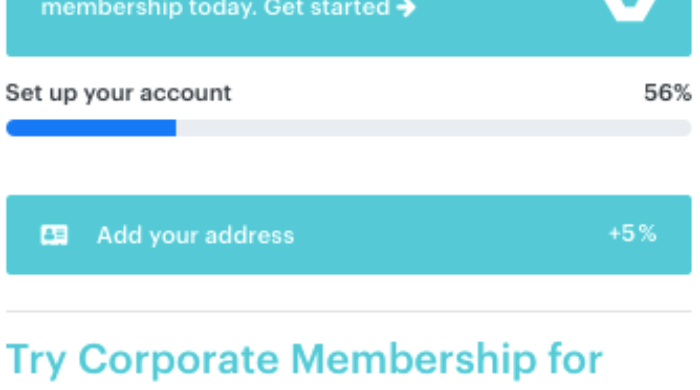 membership today. Get started →
Set up your account 56%
Add your address +5%
Try Corporate Membership for